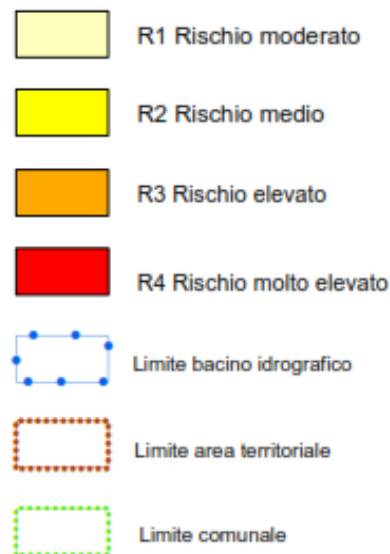 R1 Rischio moderato
R2 Rischio medio
R3 Rischio elevato
R4 Rischio molto elevato
Limite bacino idrografico
Limite area territoriale
Limite comunale